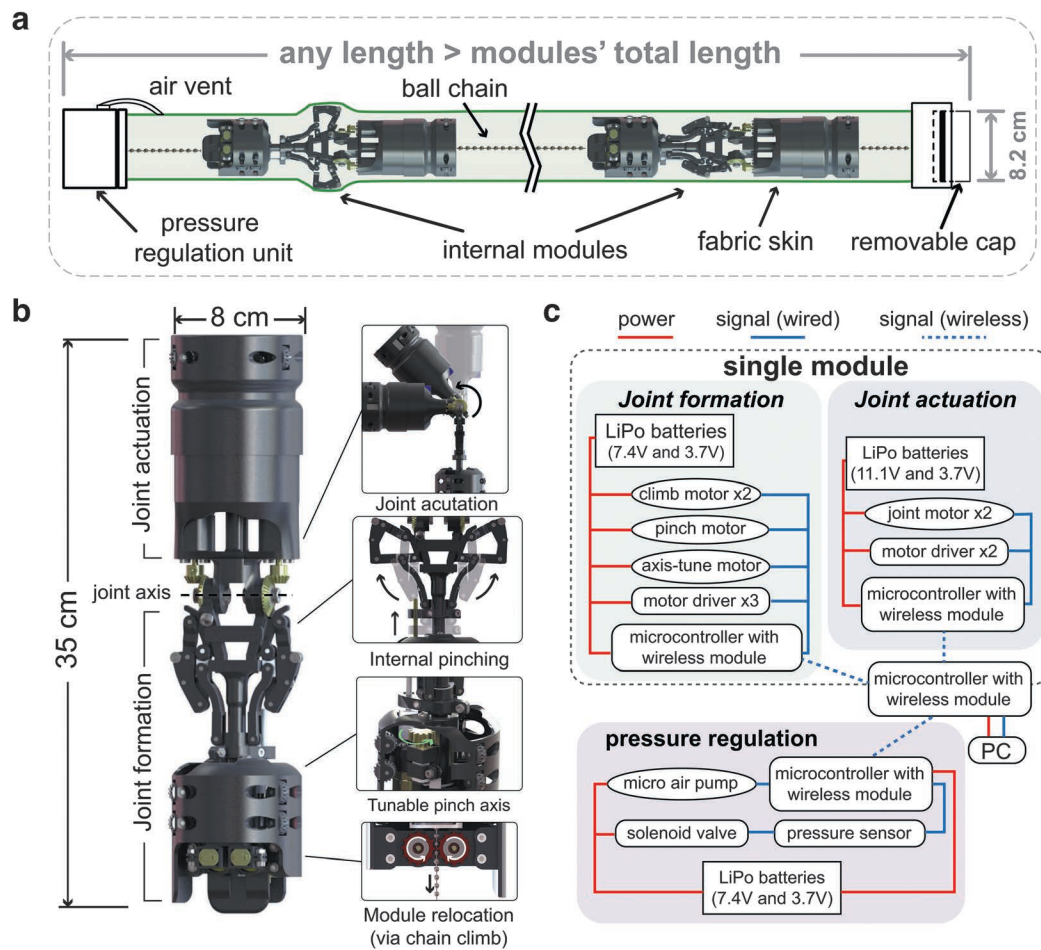 a
any length > modules' total length
air vent
ball chain
8.2 cm
pressure
regulation unit
internal modules
fabric skin
removable cap
b
8 cm
35 cm
Joint actuation
joint axis
Joint formation
Joint acutation
Internal pinching
Tunable pinch axis
Module relocation
(via chain climb)
c
power
signal (wired)
signal (wireless)
single module
Joint formation
LiPo batteries
(7.4V and 3.7V)
climb motor x2
pinch motor
axis-tune motor
motor driver x3
microcontroller with
wireless module
Joint actuation
LiPo batteries
(11.1V and 3.7V)
joint motor x2
motor driver x2
microcontroller with
wireless module
microcontroller with
wireless module
PC
pressure regulation
micro air pump
microcontroller with
wireless module
solenoid valve
pressure sensor
LiPo batteries
(7.4V and 3.7V)